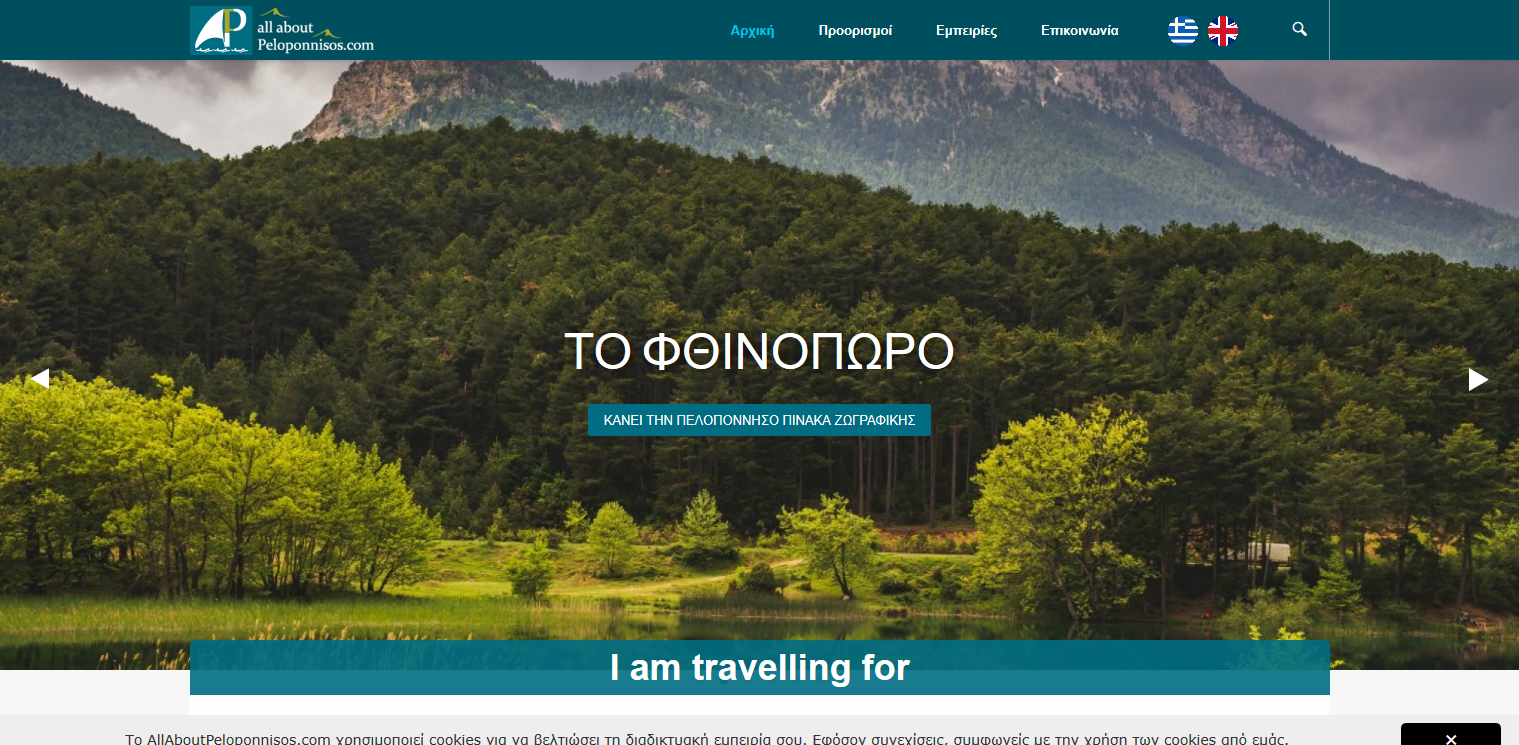 all about
Peloponnisos.com
Αρχική Προορισμοί Εμπειρίες Επικοινωνία
ΤΟ ΦΘΙΝΟΠΩΡΟ
ΚΑΝΕΙ ΤΗΝ ΠΕΛΟΠΟΝΝΗΣΟ ΠΙΝΑΚΑ ΖΩΓΡΑΦΙΚΗΣ
I am travelling for
Το AllAboutPeloponnisos.com χρησιμοποιεί cookies για να βελτιώσει τη διαδικτυακή εμπειρία σου. Εφόσον συνεχίσεις, συμφωνείς με την χρήση των cookies από εμάς.